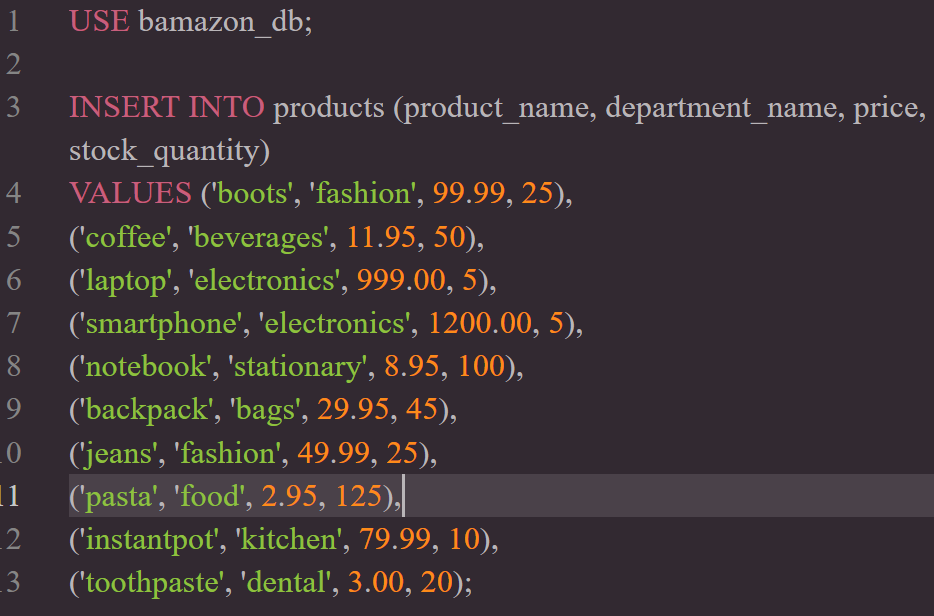 1 USE bamazon_db;
2
3 INSERT INTO products (product_name, department_name, price,
stock_quantity)
4 VALUES ('boots', 'fashion', 99.99, 25),
5 ('coffee', 'beverages', 11.95, 50),
6 ('laptop', 'electronics', 999.00, 5),
7 ('smartphone', 'electronics', 1200.00, 5),
8 ('notebook', 'stationary', 8.95, 100),
9 ('backpack', 'bags', 29.95, 45),
10 ('jeans', 'fashion', 49.99, 25),
11 ('pasta', 'food', 2.95, 125),
12 ('instantpot', 'kitchen', 79.99, 10),
13 ('toothpaste', 'dental', 3.00, 20);